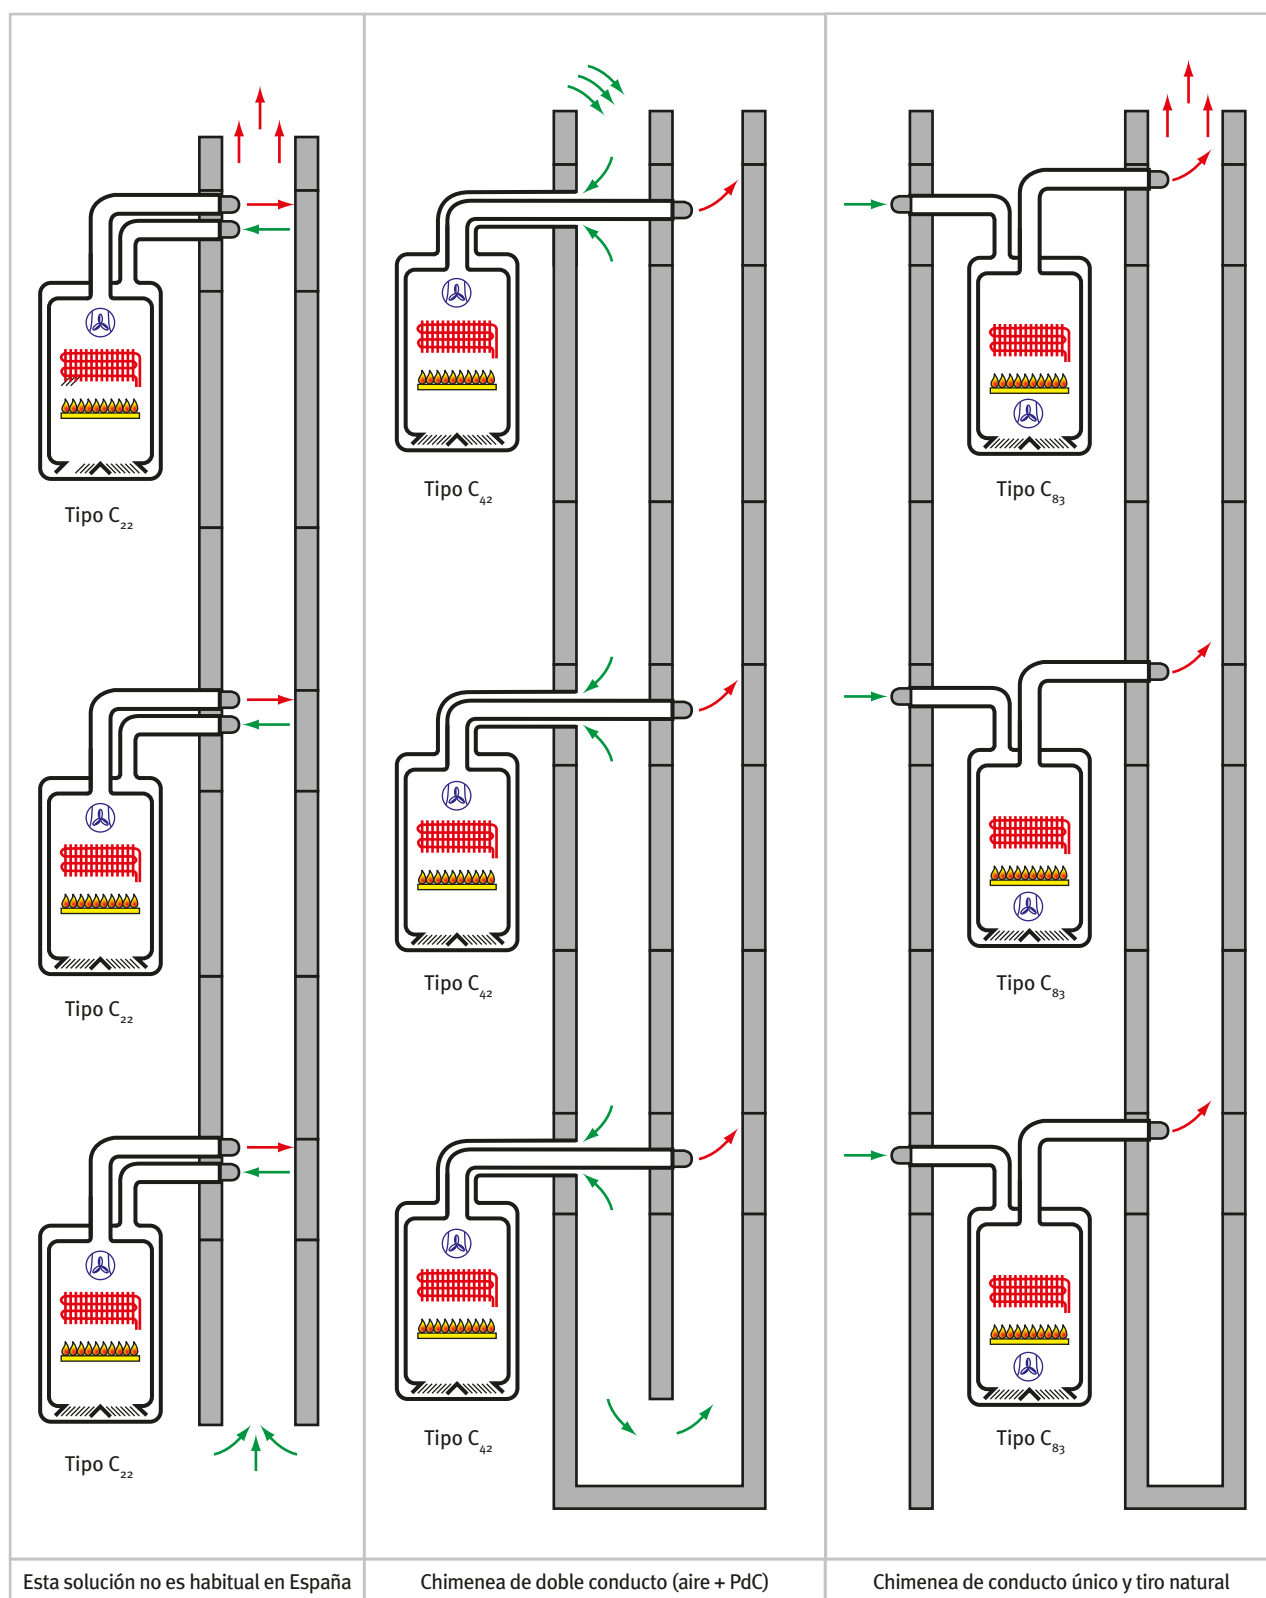 Tipo C₂₂
Tipo C₂₂
Tipo C₂₂
Esta solución no es habitual en España
Tipo C₄₂
Tipo C₄₂
Tipo C₄₂
Chimenea de doble conducto (aire + PdC)
Tipo C₈₃
Tipo C₈₃
Tipo C₈₃
Chimenea de conducto único y tiro natural